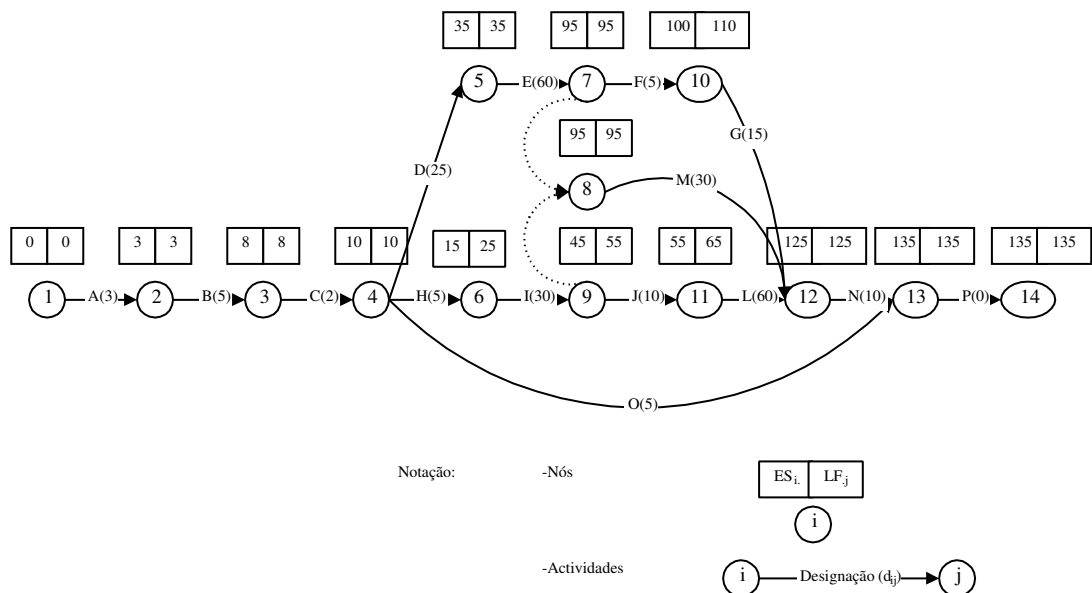 35 35 95 95 100 110
5 E(60) 7 F(5) 10
95 95
G(15)
D(25)
8 M(30)
0 0 3 3 8 8 10 10 15 25 45 55 55 65 125 125 135 135 135 135
1 A(3) 2 B(5) 3 C(2) 4 H(5) 6 I(30) 9 J(10) 11 L(60) 12 N(10) 13 P(0) 14
O(5)
Notação: -Nós
ESi. LF.j
i
-Actividades i Designação (dij) j